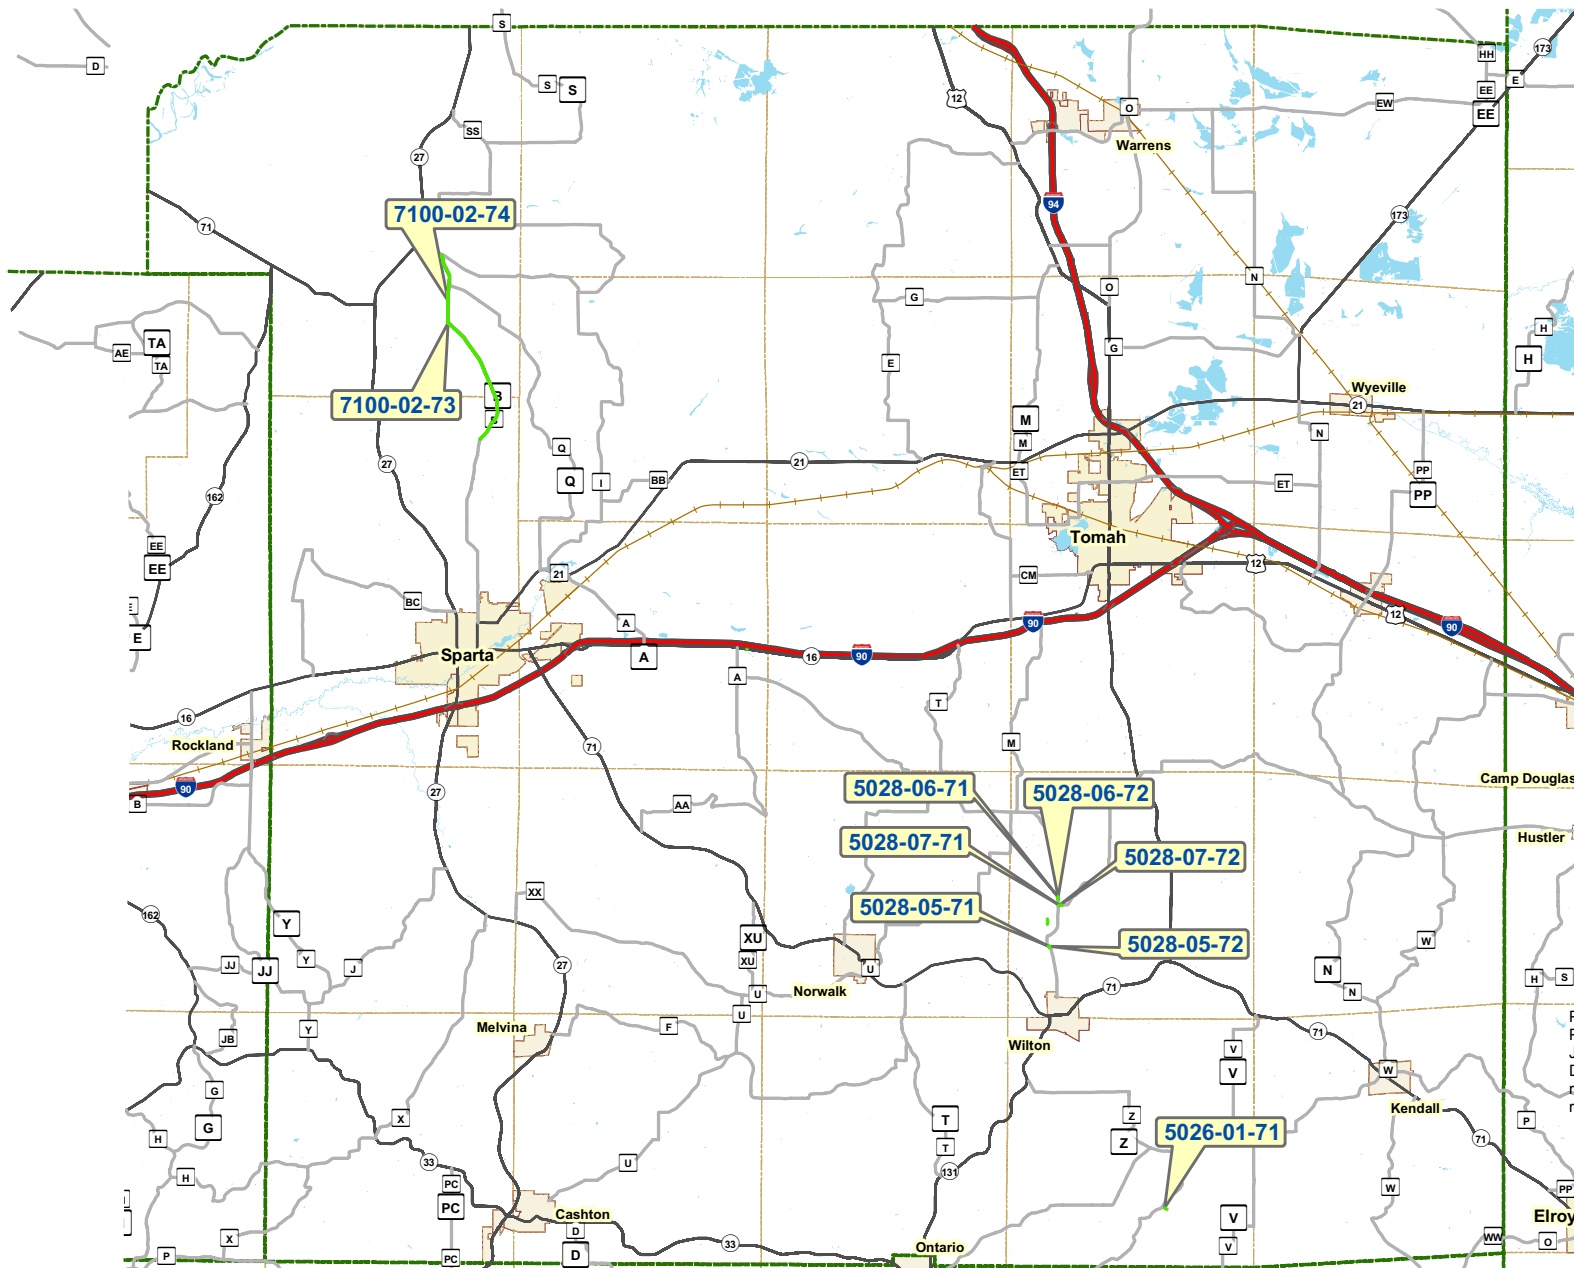 S
D
HH
173
E
S
S
12
EE
EE
EW
O
SS
27
Warrens
94
7100-02-74
173
71
N
O
G
TA
AE
TA
G
H
H
E
7100-02-73
B
Wyeville
21
M
M
Q
27
Q
I
BB
21
ET
N
PP
PP
ET
162
EE
EE
Tomah
21
12
CM
BC
E
A
90
12
90
Sparta
A
16
90
A
T
16
Rockland
71
M
90
B
27
AA
5028-06-71
5028-06-72
Camp Douglas
Hustler
5028-07-71
5028-07-72
XX
5028-05-71
162
Y
XU
5028-05-72
W
XU
JJ
JJ
Y
J
27
U
N
N
H
S
Norwalk
U
71
U
Y
JB
Melvina
F
Wilton
71
V
V
W
G
G
X
T
T
Z
Z
Kendall
P
5026-01-71
71
H
H
33
U
131
PC
PC
W
PP
Cashton
D
D
V
V
Elroy
X
P
PC
33
Ontario
WW
O